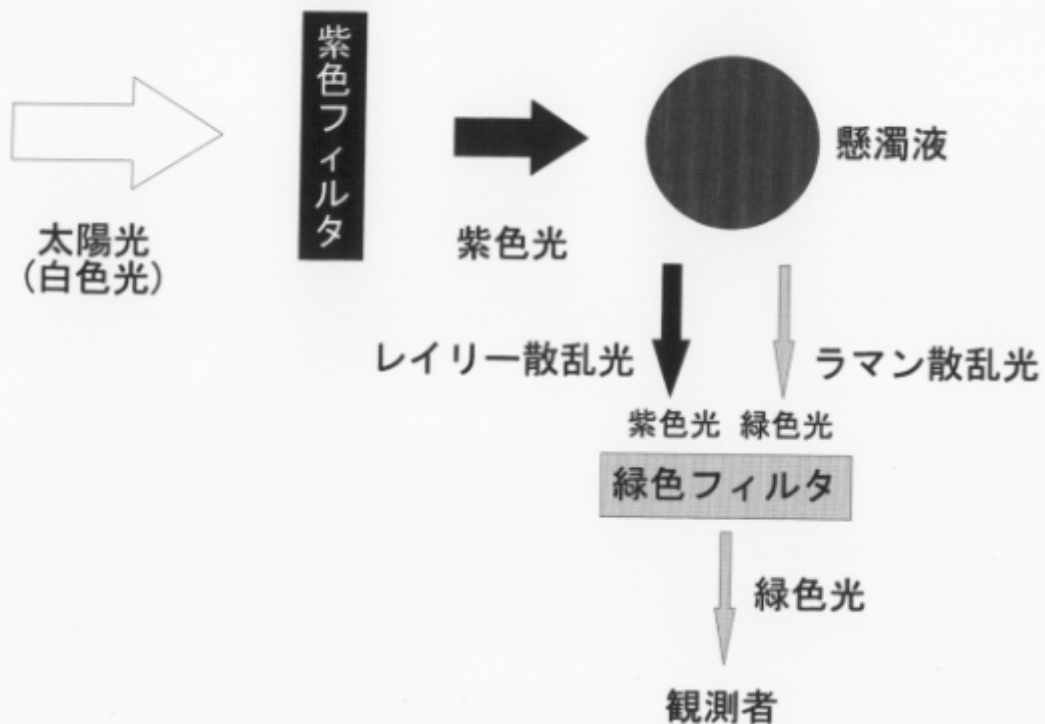 紫色フィルタ
懸濁液
太陽光
(白色光)
紫色光
レイリー散乱光
ラマン散乱光
紫色光 緑色光
緑色フィルタ
緑色光
観測者